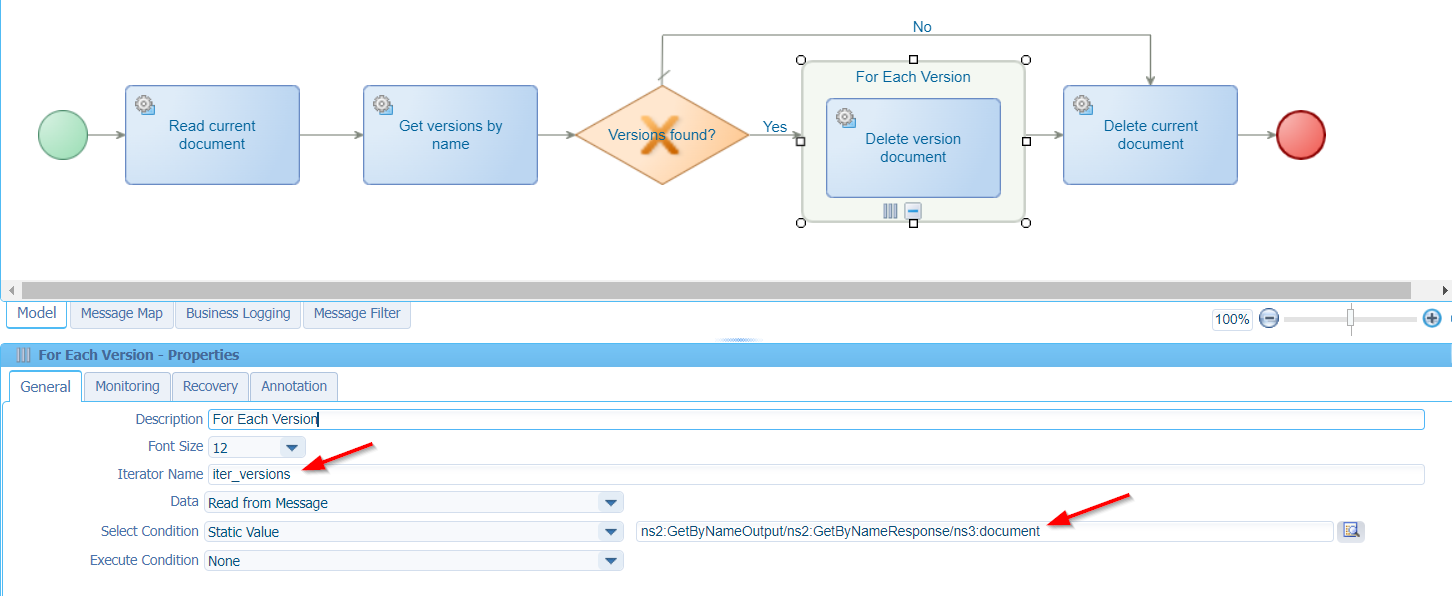 No
For Each Version
Read current
document
Get versions by
name
Versions found?
Yes
Delete version
document
Delete current
document
Model
Message Map
Business Logging
Message Filter
100%
For Each Version - Properties
General
Monitoring
Recovery
Annotation
Description For Each Version
Font Size 12
Iterator Name iter_versions
Data Read from Message
Select Condition Static Value ns2:GetByNameOutput/ns2:GetByNameResponse/ns3:document
Execute Condition None